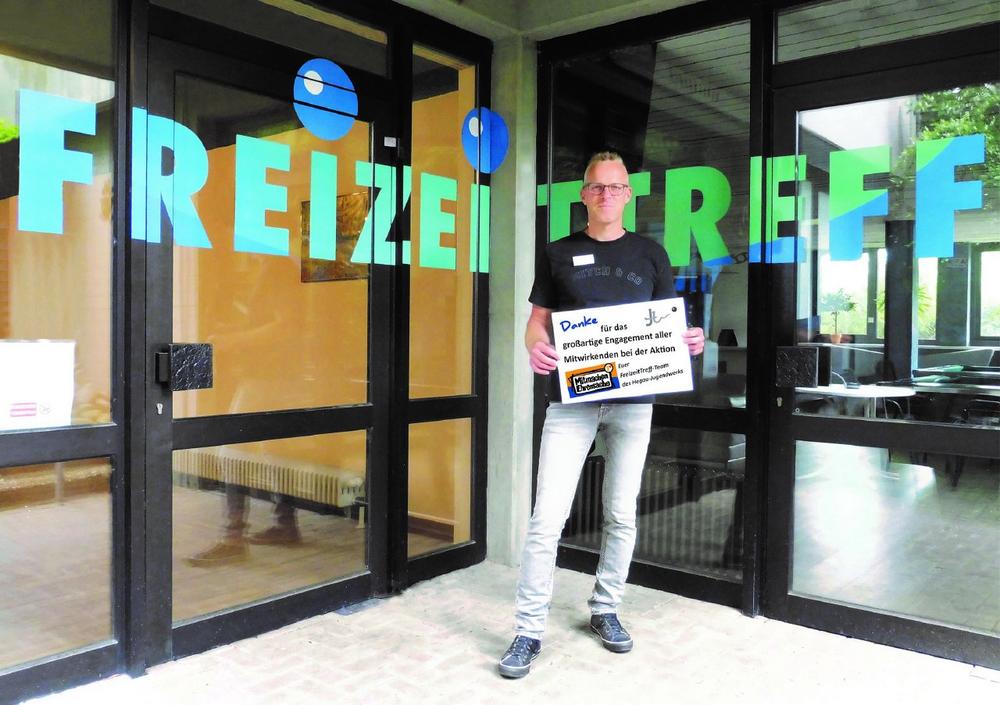 FREIZEITTREFF
Danke für das
großartige Engagement aller
Mitwirkenden bei der Aktion
Mitmachen
Ehrensache
Euer
FreizeitTreff-Team
des Hegau-Jugendwerks